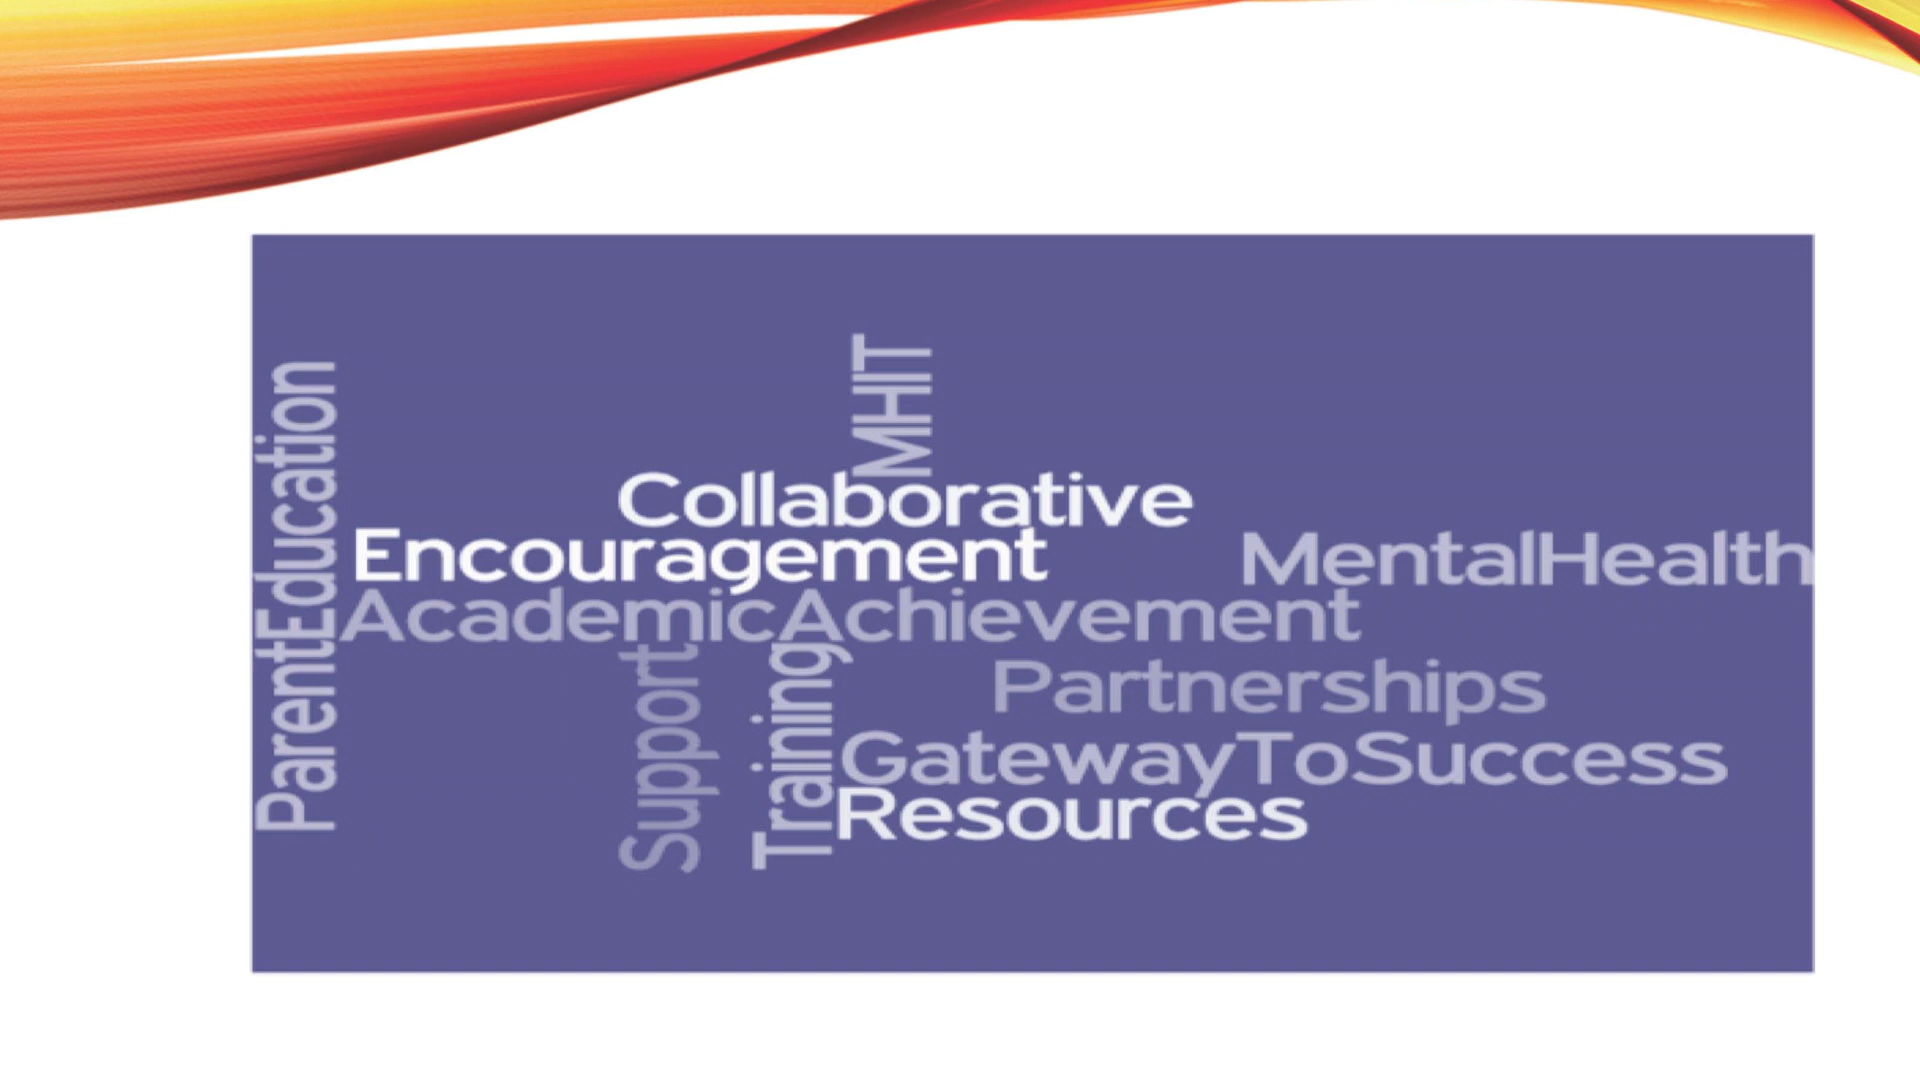 ParentEducation
MHIT
Collaborative
Encouragement
MentalHealth
AcademicAchievement
Support
Training
Partnerships
GatewayToSuccess
Resources